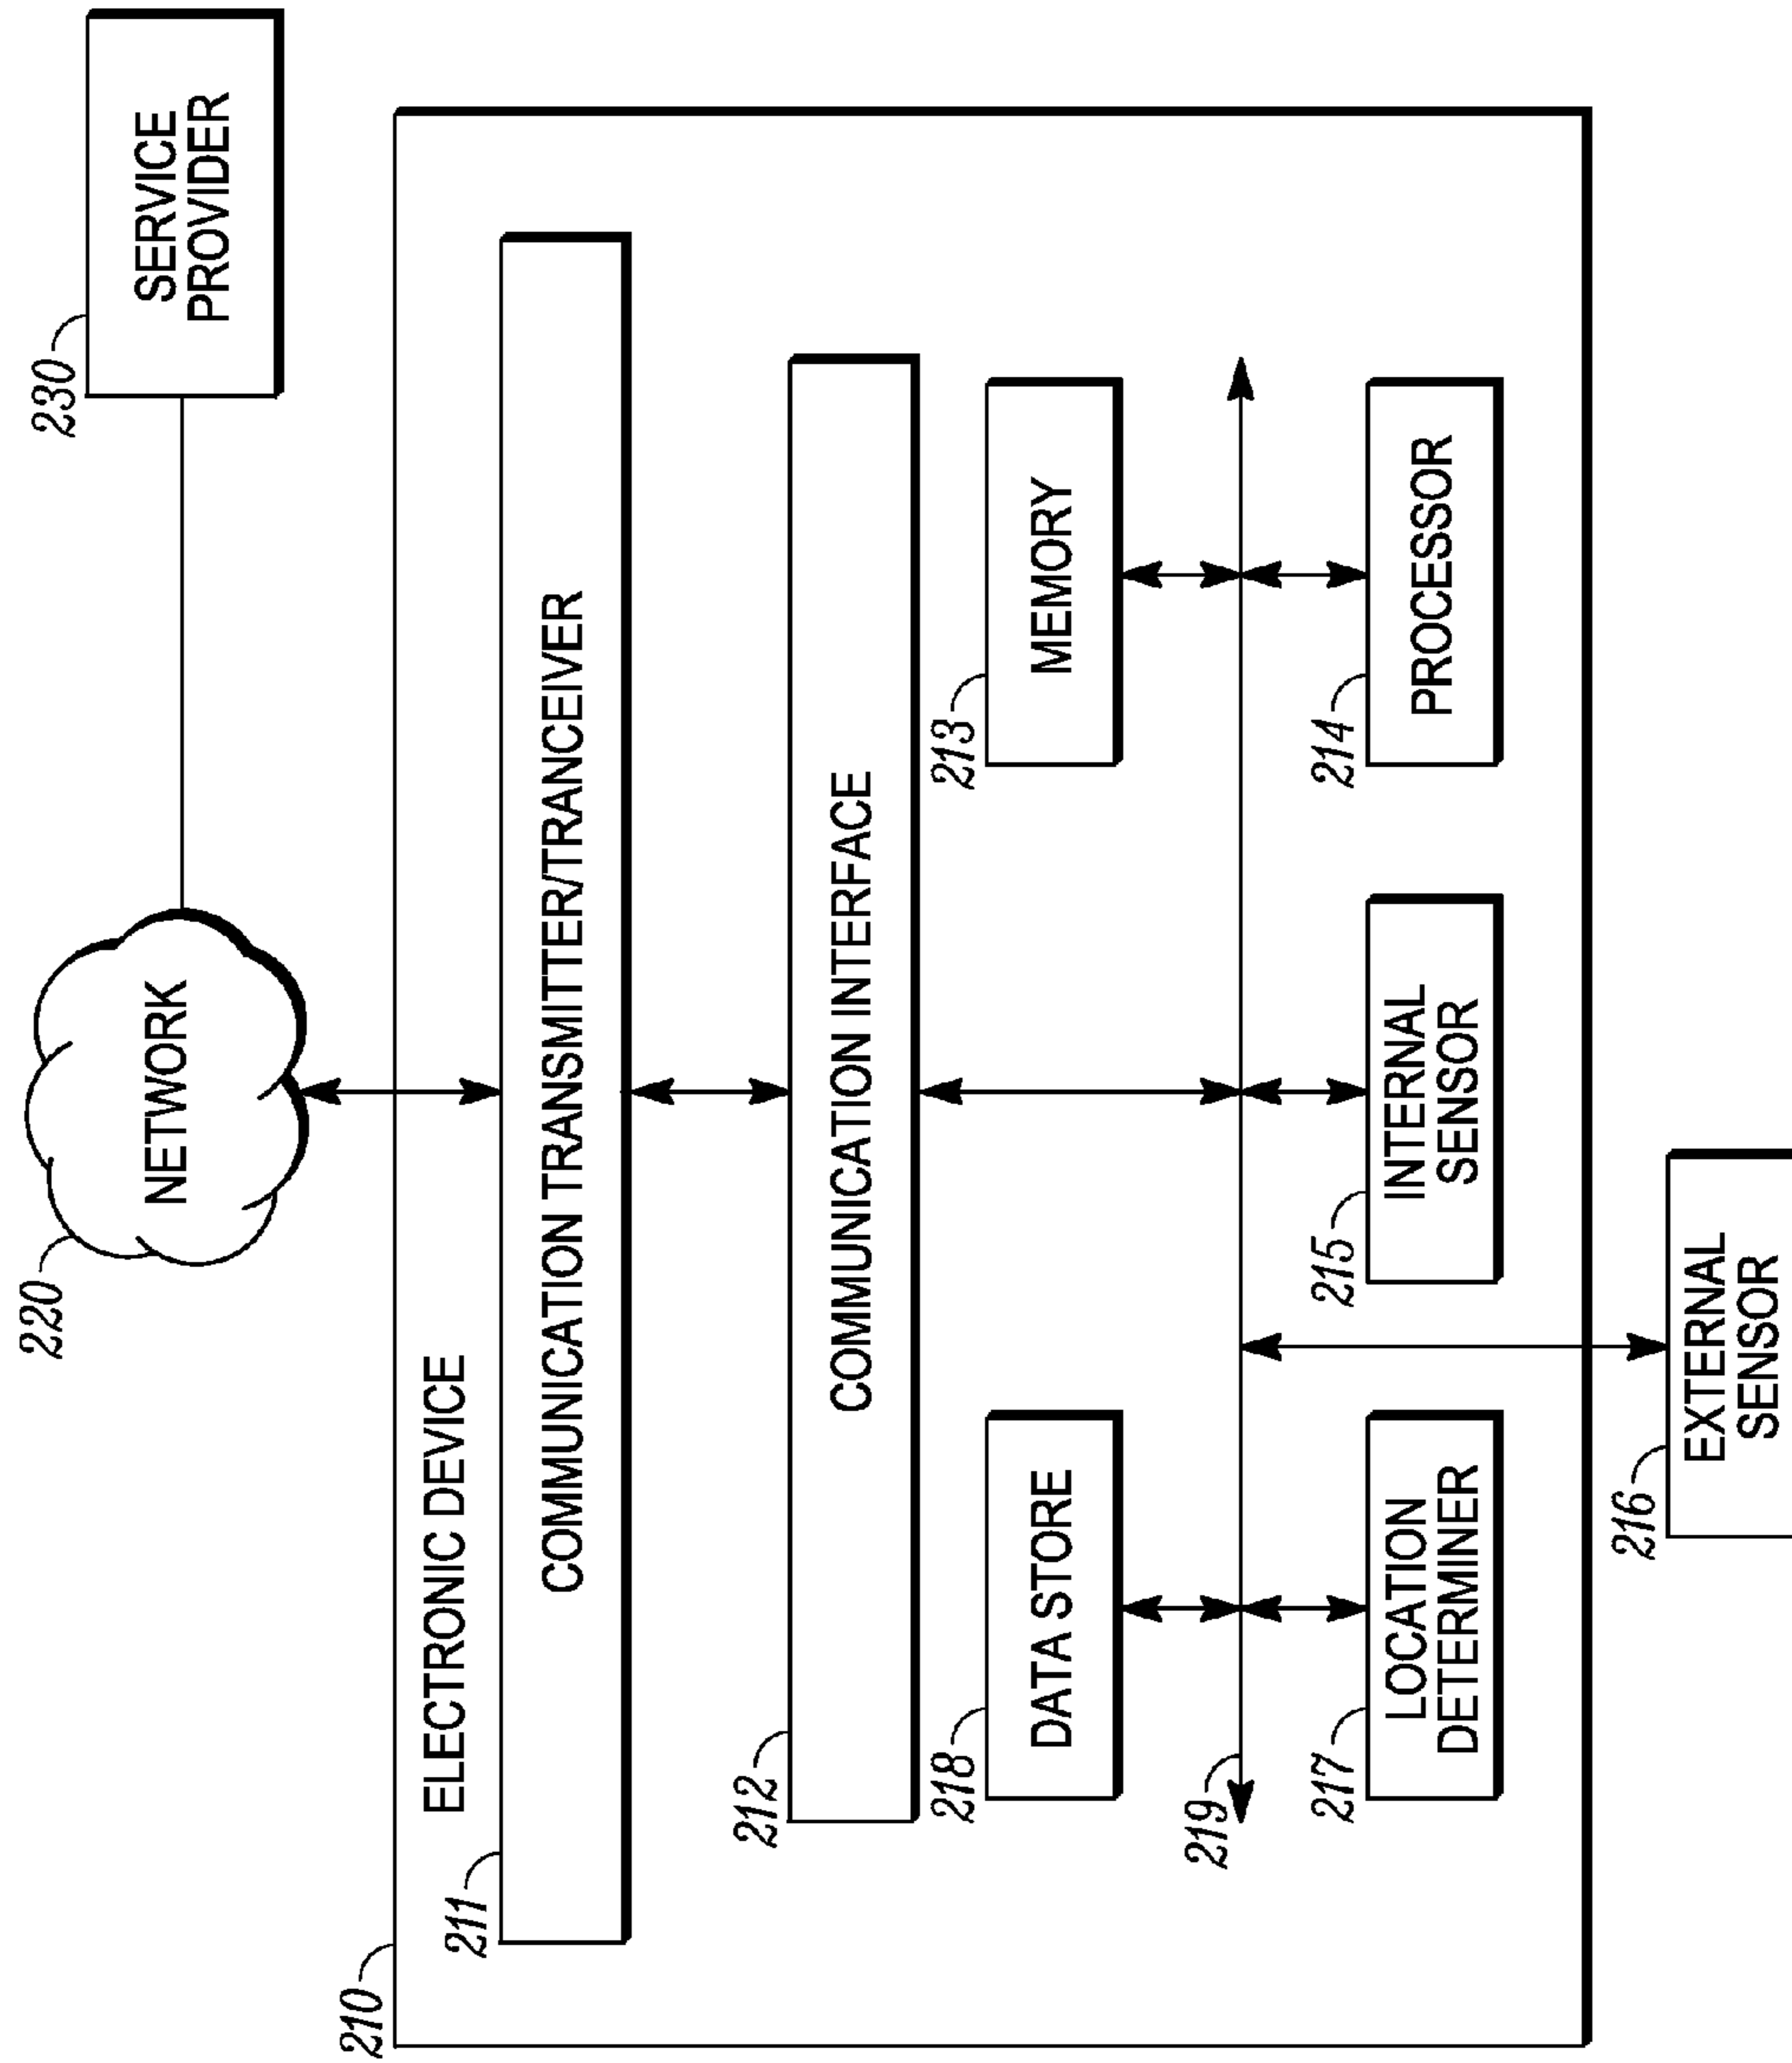 220
NETWORK
230
SERVICE
PROVIDER
210
ELECTRONIC DEVICE
211
COMMUNICATION TRANSMITTER/TRANCEIVER
212
COMMUNICATION INTERFACE
218
DATA STORE
213
MEMORY
219
217
LOCATION
DETERMINER
215
INTERNAL
SENSOR
214
PROCESSOR
216
EXTERNAL
SENSOR